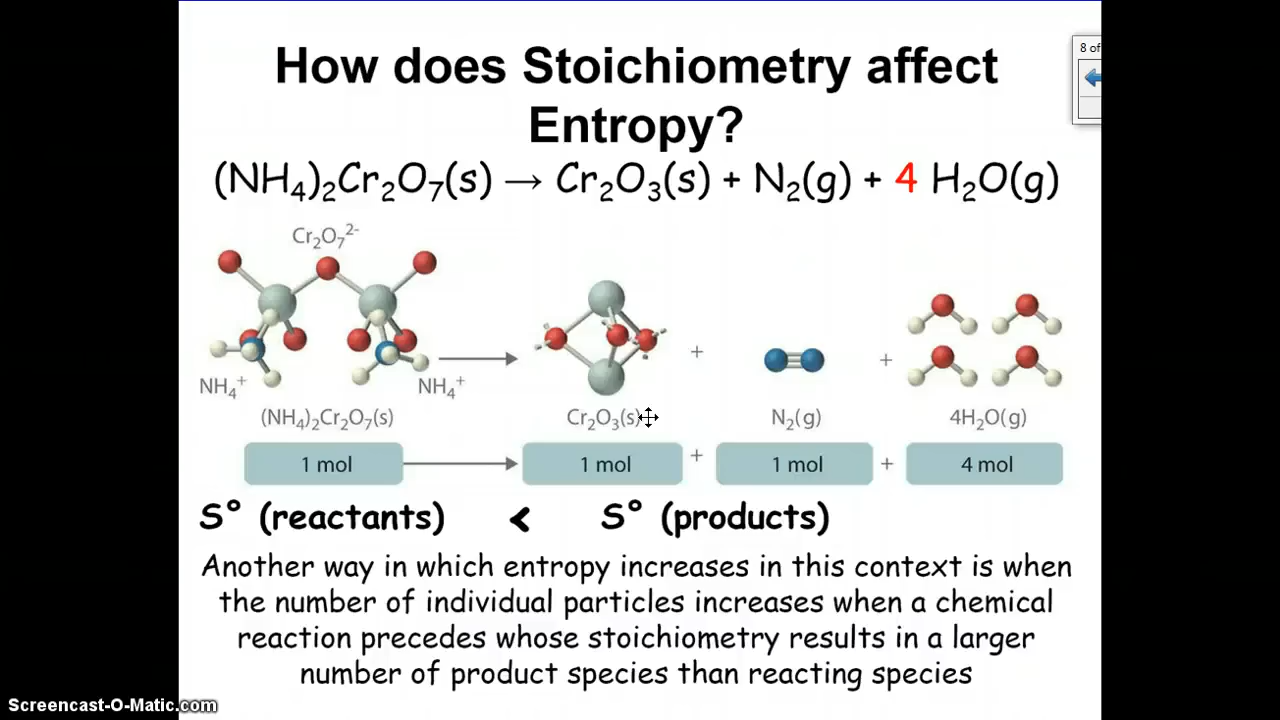 How does Stoichiometry affect
8 of
Entropy?
(NH₄)₂Cr₂O₇(s) → Cr₂O₃(s) + N₂(g) + 4 H₂O(g)
Cr₂O₇²⁻
NH₄⁺ NH₄⁺
+ +
(NH₄)₂Cr₂O₇(s) Cr₂O₃(s) N₂(g) 4H₂O(g)
1 mol 1 mol + 1 mol + 4 mol
S° (reactants) < S° (products)
Another way in which entropy increases in this context is when
the number of individual particles increases when a chemical
reaction precedes whose stoichiometry results in a larger
number of product species than reacting species
Screencast-O-Matic.com